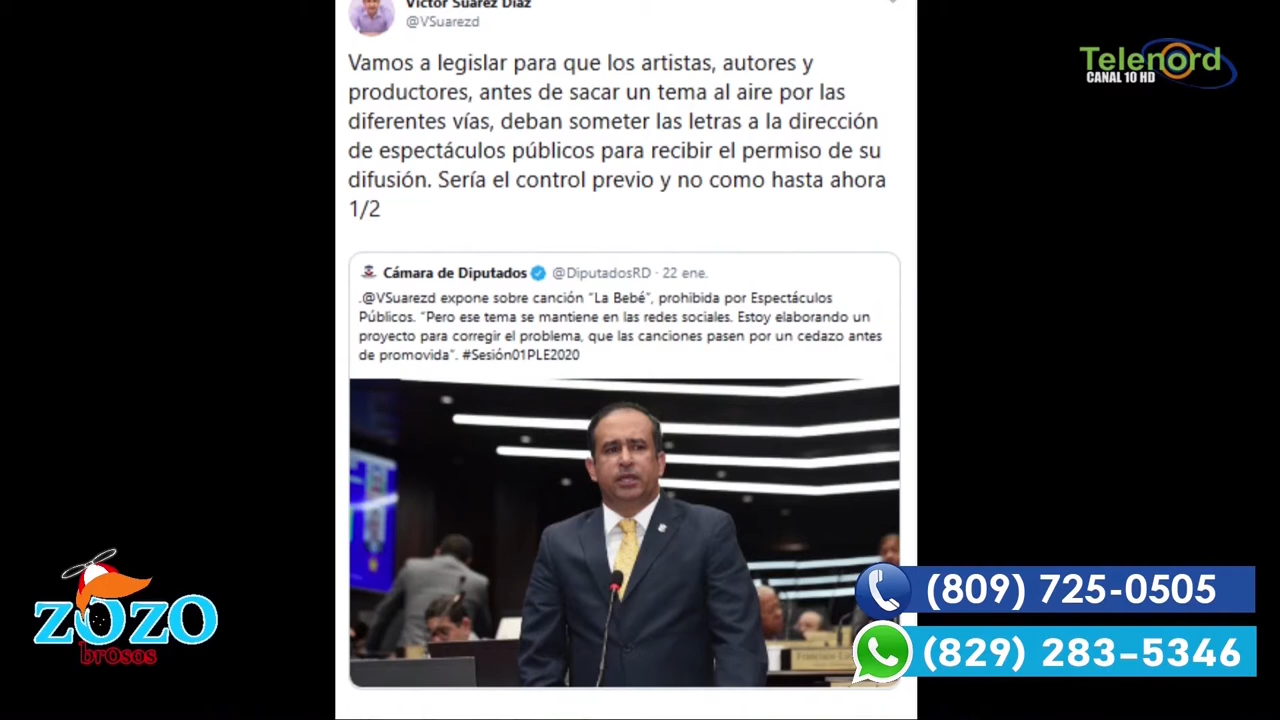 Víctor Suárez Díaz
@VSuarezd
Vamos a legislar para que los artistas, autores y
productores, antes de sacar un tema al aire por las
diferentes vías, deban someter las letras a la dirección
de espectáculos públicos para recibir el permiso de su
difusión. Sería el control previo y no como hasta ahora
1/2
Cámara de Diputados @DiputadosRD · 22 ene.
.@VSuarezd expone sobre canción “La Bebé”, prohibida por Espectáculos
Públicos. “Pero ese tema se mantiene en las redes sociales. Estoy elaborando un
proyecto para corregir el problema, que las canciones pasen por un cedazo antes
de promovida”. #Sesión01PLE2020
Telenord
CANAL 10 HD
zozo
brosos
Francisco
(809) 725-0505
(829) 283-5346